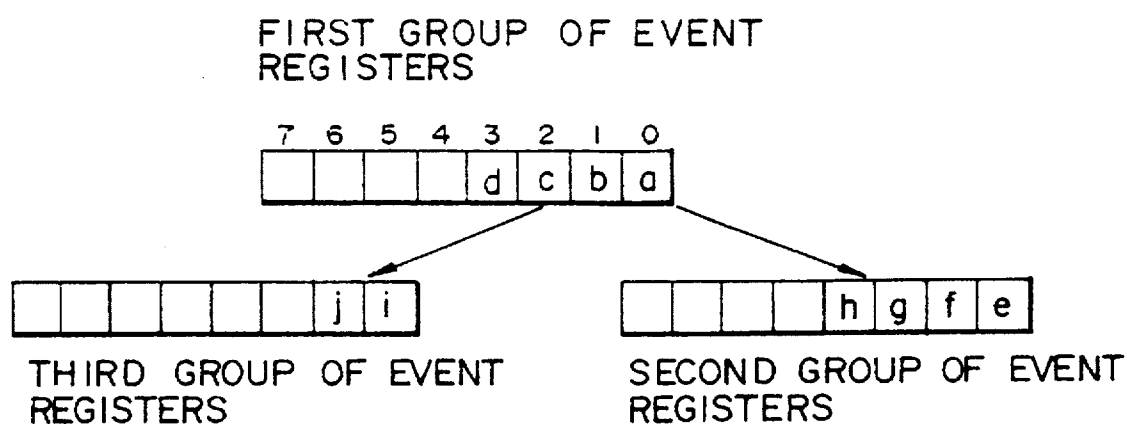 FIRST GROUP OF EVENT
REGISTERS
7 6 5 4 3 2 1 0
d c b a
j i
h g f e
THIRD GROUP OF EVENT
REGISTERS
SECOND GROUP OF EVENT
REGISTERS